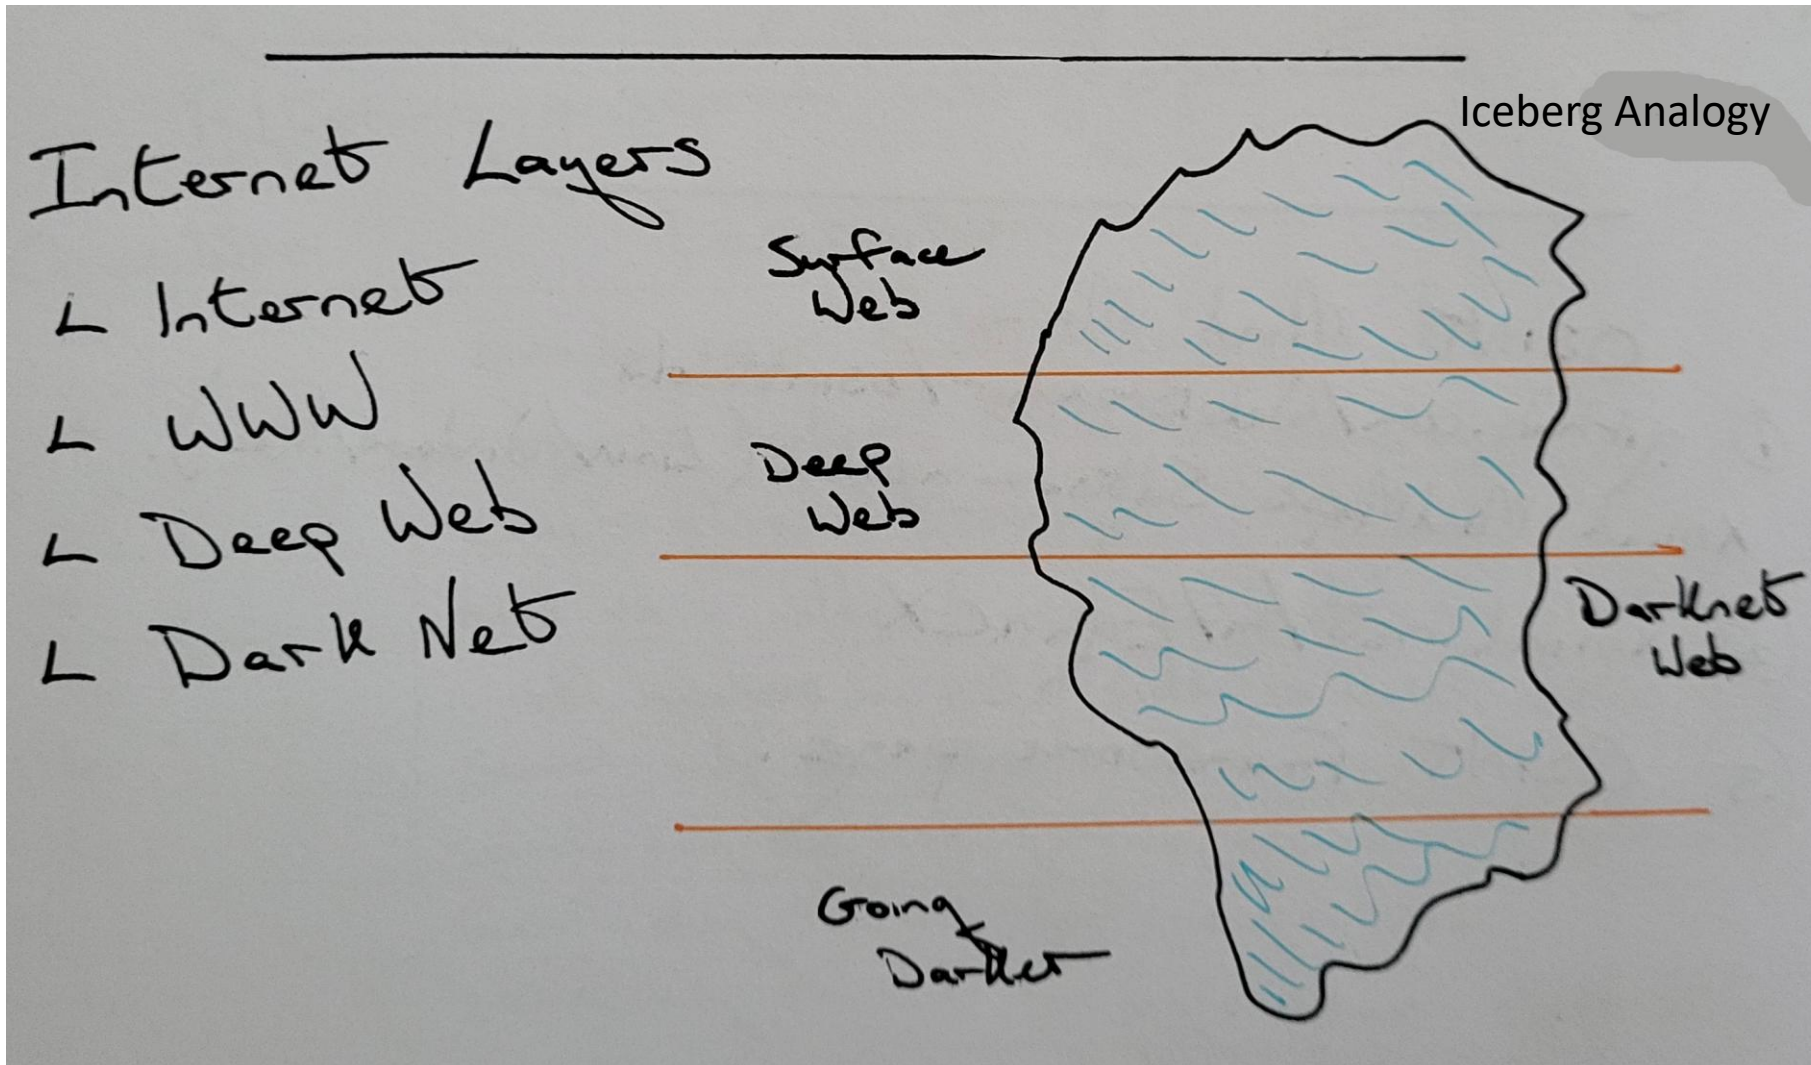 Iceberg Analogy
Internet Layers
L Internet
L WWW
L Deep Web
L Dark Net
Surface
Web
Deep
Web
Darknet
Web
Going
Darker